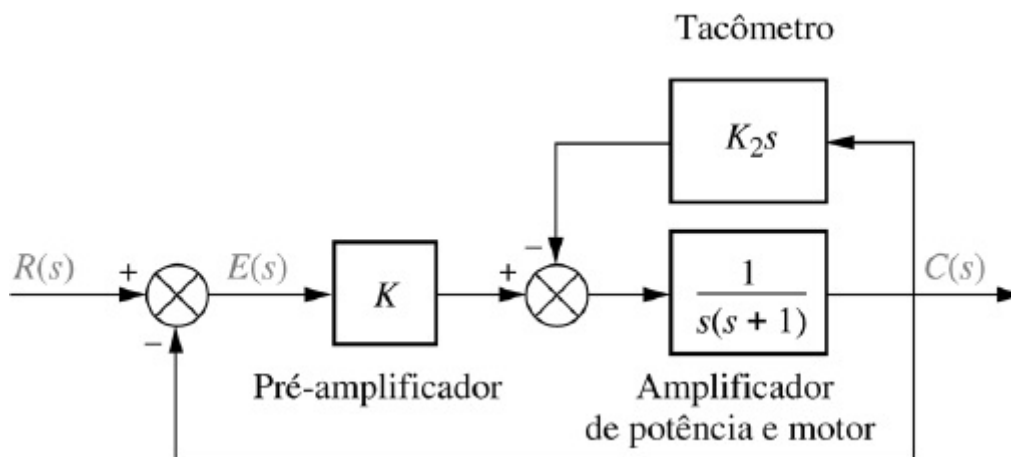 Tacômetro
K₂s
R(s)
+
−
E(s)
K
+
−
1
s(s + 1)
C(s)
Pré-amplificador
Amplificador
de potência e motor